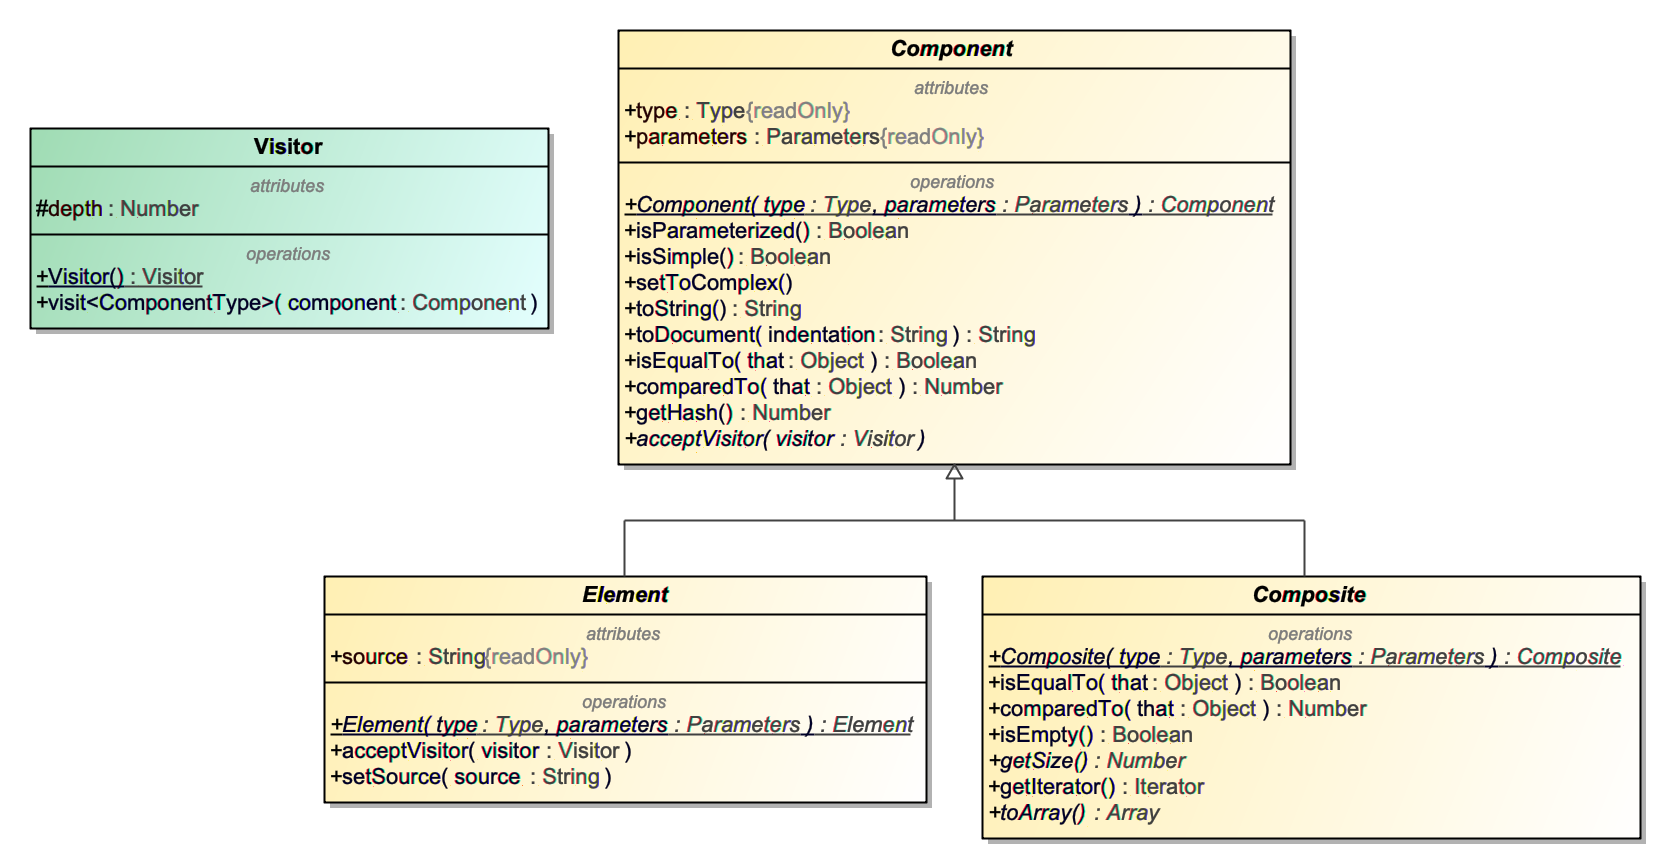 Component
attributes
+type : Type{readOnly}
+parameters : Parameters{readOnly}
operations
+Component( type : Type, parameters : Parameters ) : Component
+isParameterized() : Boolean
+isSimple() : Boolean
+setToComplex()
+toString() : String
+toDocument( indentation : String ) : String
+isEqualTo( that : Object ) : Boolean
+comparedTo( that : Object ) : Number
+getHash() : Number
+acceptVisitor( visitor : Visitor )
Visitor
attributes
#depth : Number
operations
+Visitor() : Visitor
+visit<ComponentType>( component : Component )
Element
attributes
+source : String{readOnly}
operations
+Element( type : Type, parameters : Parameters ) : Element
+acceptVisitor( visitor : Visitor )
+setSource( source : String )
Composite
operations
+Composite( type : Type, parameters : Parameters ) : Composite
+isEqualTo( that : Object ) : Boolean
+comparedTo( that : Object ) : Number
+isEmpty() : Boolean
+getSize() : Number
+getIterator() : Iterator
+toArray() : Array